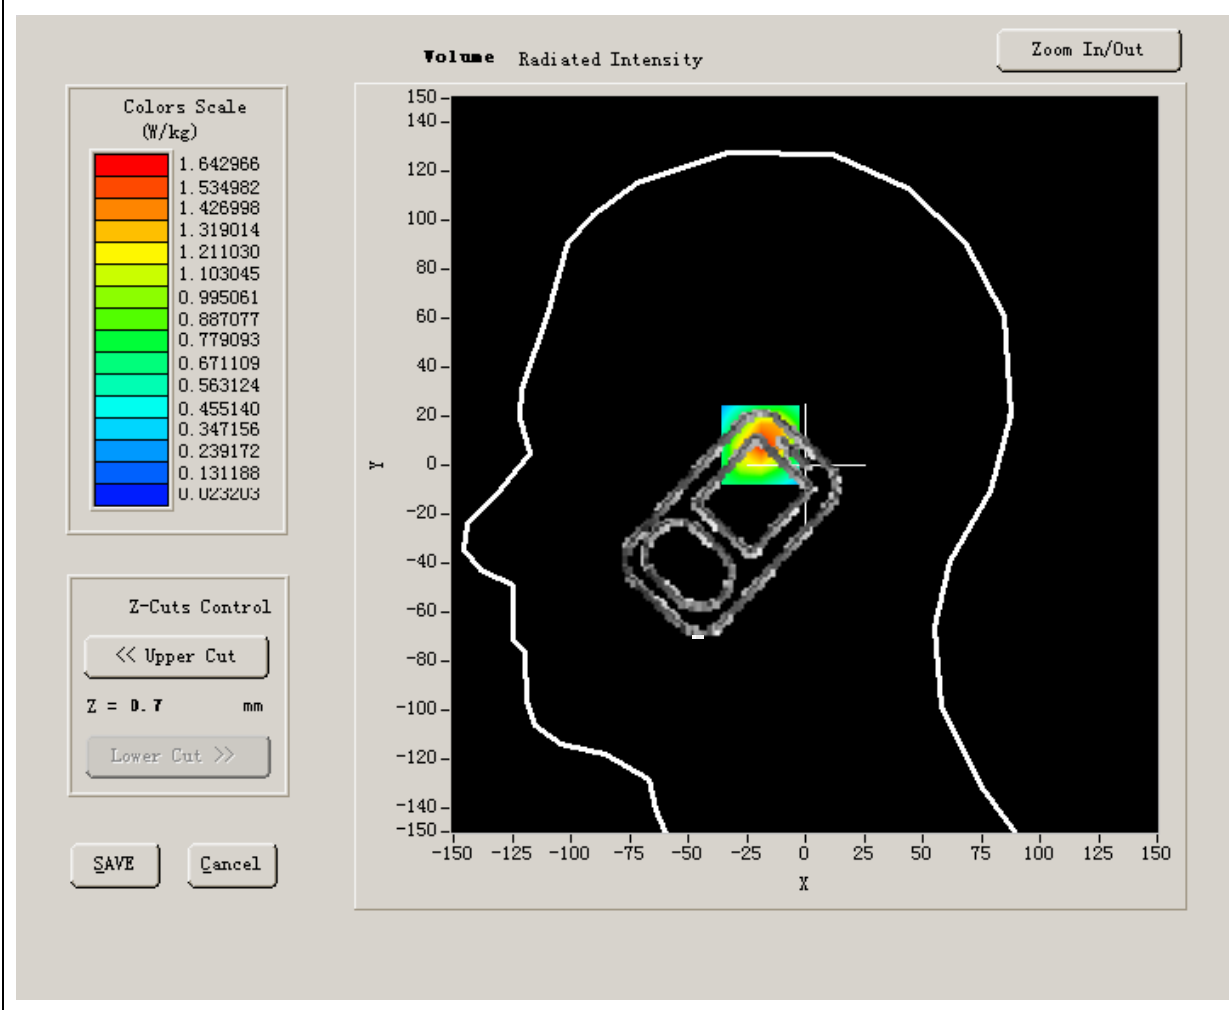 Volume Radiated Intensity
Zoom In/Out
Colors Scale
(W/kg)
1.642966
1.534982
1.426998
1.319014
1.211030
1.103045
0.995061
0.887077
0.779093
0.671109
0.563124
0.455140
0.347156
0.239172
0.131188
0.023203
Z-Cuts Control
<< Upper Cut
Z = 0.7 mm
Lower Cut >>
SAVE
Cancel
150
140
120
100
80
60
40
20
0
-20
-40
-60
-80
-100
-120
-140
-150
Y
-150 -125 -100 -75 -50 -25 0 25 50 75 100 125 150
X